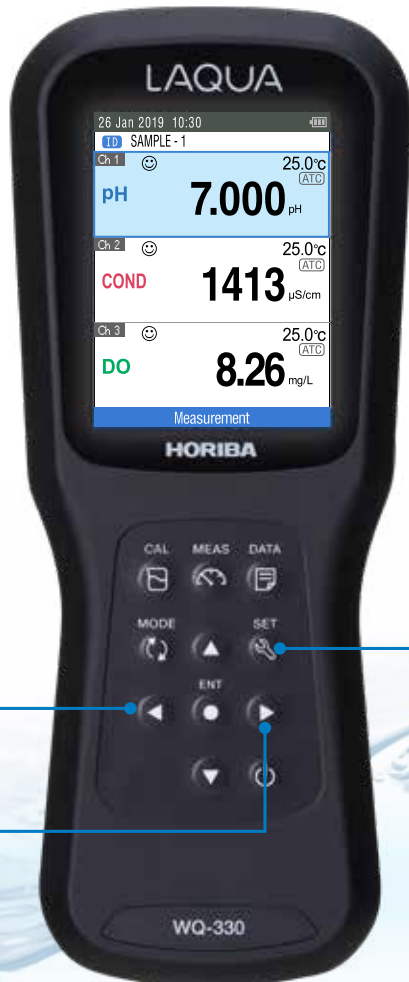 LAQUA
26 Jan 2019 10:30
ID SAMPLE - 1
Ch 1 25.0℃
ATC
pH 7.000 pH
Ch 2 25.0℃
ATC
COND 1413 µS/cm
Ch 3 25.0℃
ATC
DO 8.26 mg/L
Measurement
HORIBA
CAL MEAS DATA
MODE SET
ENT
WQ-330